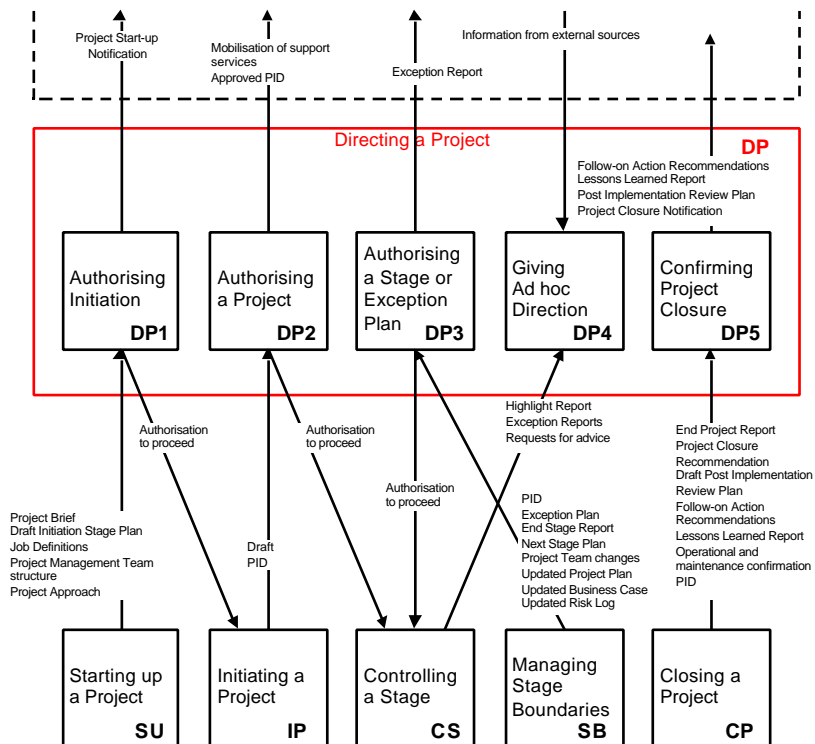 Project Start-up
Notification
Mobilisation of support
services
Approved PID
Exception Report
Information from external sources
Directing a Project
DP
Follow-on Action Recommendations
Lessons Learned Report
Post Implementation Review Plan
Project Closure Notification
Authorising
Initiation
DP1
Authorising
a Project
DP2
Authorising
a Stage or
Exception
Plan
DP3
Giving
Ad hoc
Direction
DP4
Confirming
Project
Closure
DP5
Authorisation
to proceed
Authorisation
to proceed
Authorisation
to proceed
Highlight Report
Exception Reports
Requests for advice
End Project Report
Project Closure
Recommendation
Draft Post Implementation
Review Plan
Follow-on Action
Recommendations
Lessons Learned Report
Operational and
maintenance confirmation
PID
Project Brief
Draft Initiation Stage Plan
Job Definitions
Project Management Team
structure
Project Approach
Draft
PID
PID
Exception Plan
End Stage Report
Next Stage Plan
Project Team changes
Updated Project Plan
Updated Business Case
Updated Risk Log
Starting up
a Project
SU
Initiating a
Project
IP
Controlling
a Stage
CS
Managing
Stage
Boundaries
SB
Closing a
Project
CP